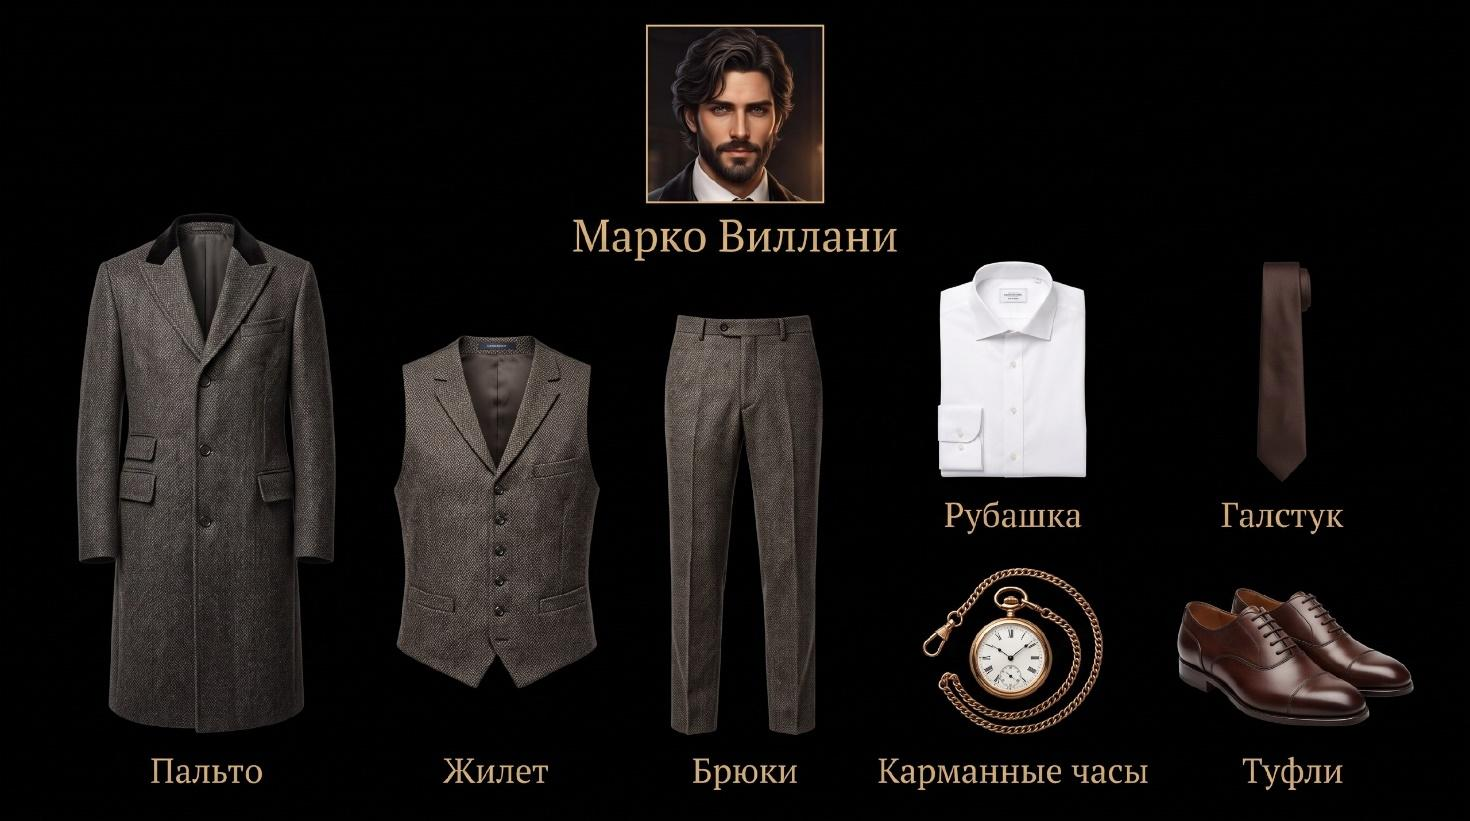 Марко Виллани
Рубашка
Галстук
Пальто
Жилет
Брюки
Карманные часы
Туфли